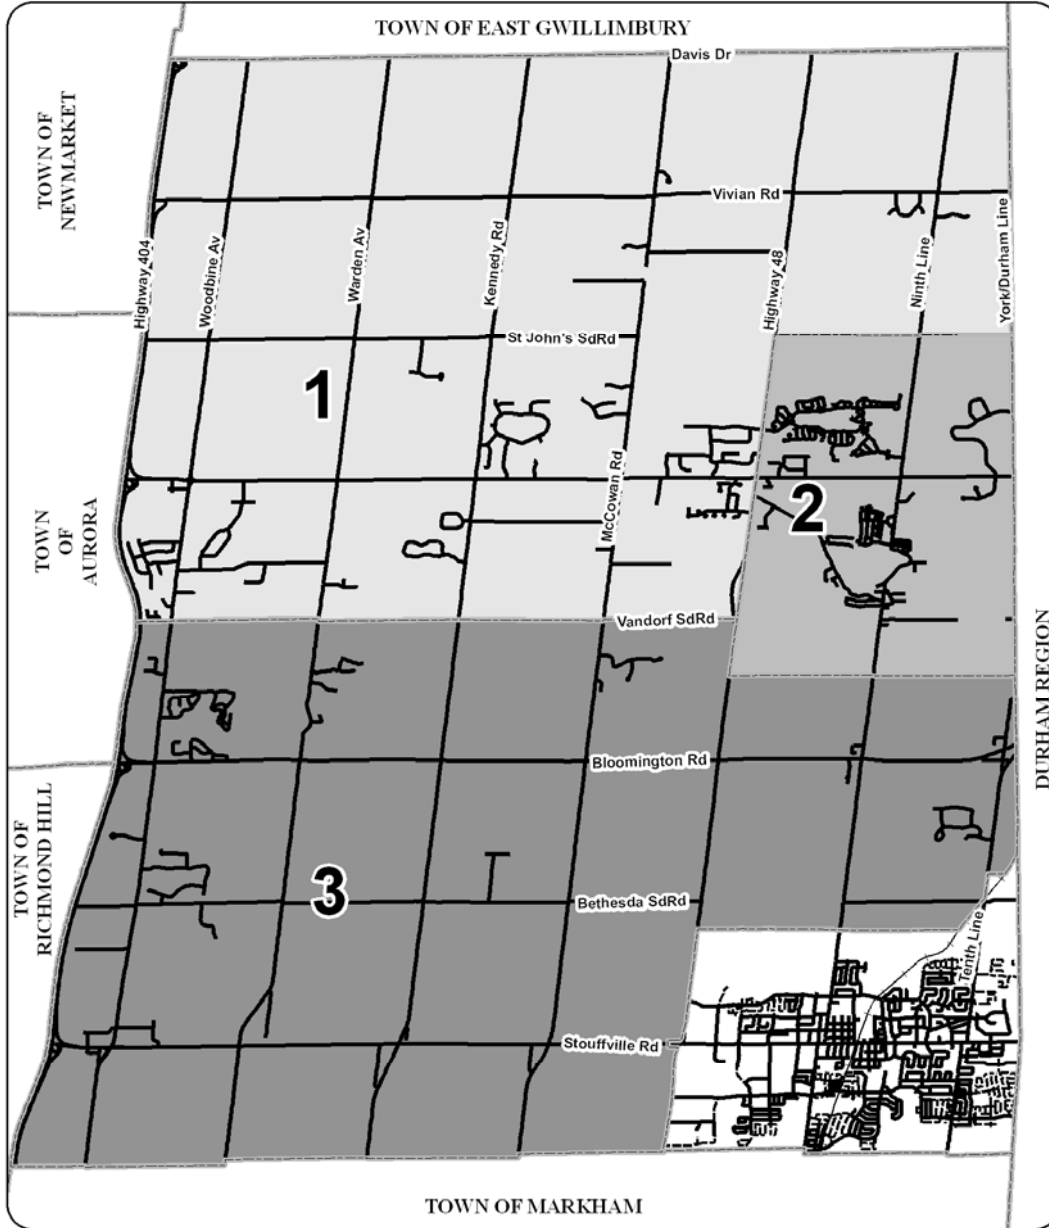 TOWN OF EAST GWILLIMBURY
Davis Dr
TOWN OF
NEWMARKET
Vivian Rd
Highway 404
Woodbine Av
Warden Av
Kennedy Rd
Highway 48
Ninth Line
York/Durham Line
St John's SdRd
1
McCowan Rd
2
TOWN
OF
AURORA
Vandorf SdRd
DURHAM REGION
Bloomington Rd
TOWN OF
RICHMOND HILL
3
Bethesda SdRd
Tenth Line
Stouffville Rd
TOWN OF MARKHAM